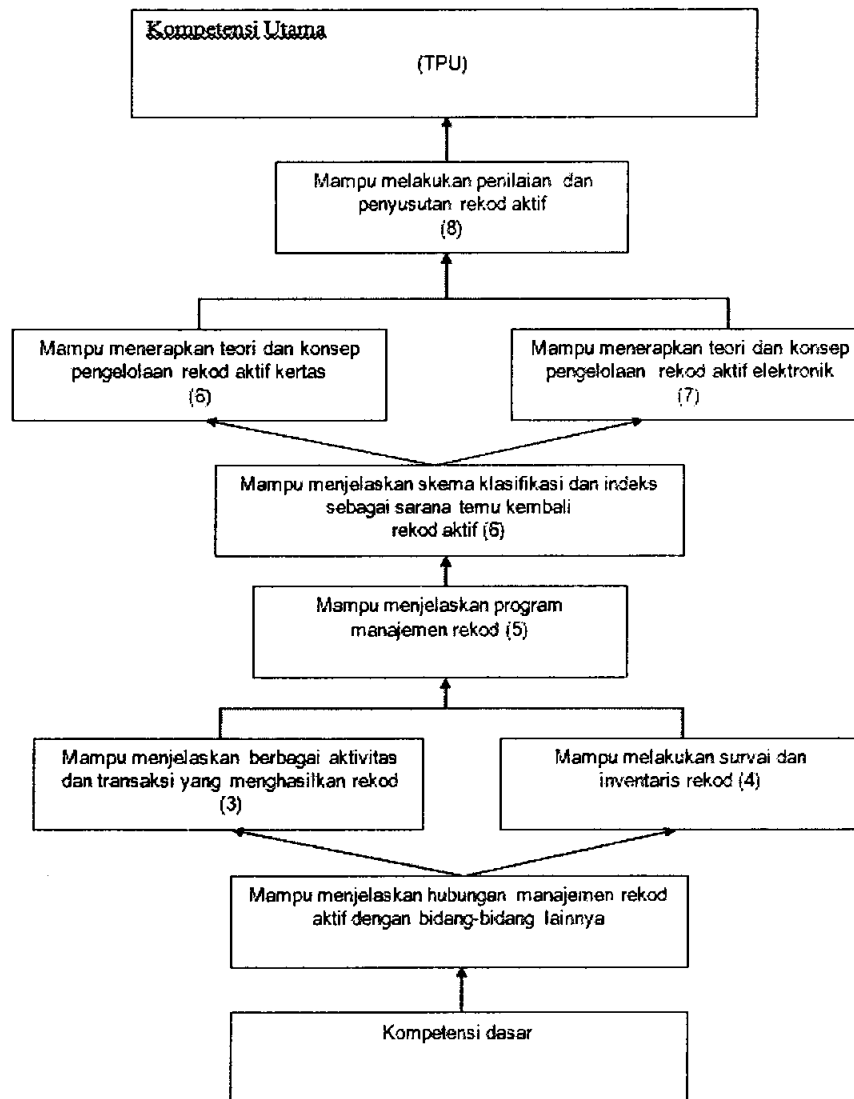 Kompetensi Utama
(TPU)
Mampu melakukan penilaian dan
penyusutan rekod aktif
(8)
Mampu menerapkan teori dan konsep
pengelolaan rekod aktif kertas
(6)
Mampu menerapkan teori dan konsep
pengelolaan rekod aktif elektronik
(7)
Mampu menjelaskan skema klasifikasi dan indeks
sebagai sarana temu kembali
rekod aktif (6)
Mampu menjelaskan program
manajemen rekod (5)
Mampu menjelaskan berbagai aktivitas
dan transaksi yang menghasilkan rekod
(3)
Mampu melakukan survai dan
inventaris rekod (4)
Mampu menjelaskan hubungan manajemen rekod
aktif dengan bidang-bidang lainnya
Kompetensi dasar